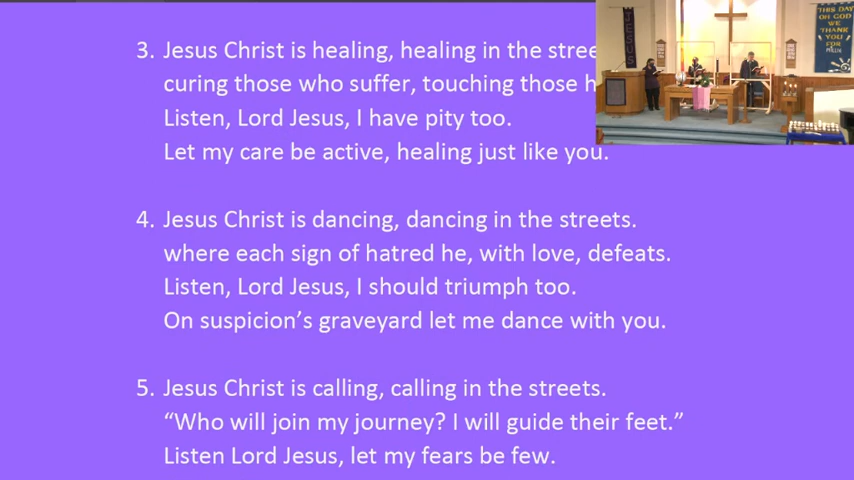 3. Jesus Christ is healing, healing in the
curing those who suffer, touching those
Listen, Lord Jesus, I have pity too.
Let my care be active, healing just like you.
4. Jesus Christ is dancing, dancing in the streets.
where each sign of hatred he, with love, defeats.
Listen, Lord Jesus, I should triumph too.
On suspicion’s graveyard let me dance with you.
5. Jesus Christ is calling, calling in the streets.
“Who will join my journey? I will guide their feet.”
Listen Lord Jesus, let my fears be few.
JESUS
THIS DAY
OH GOD
WE
THANK
YOU
FOR